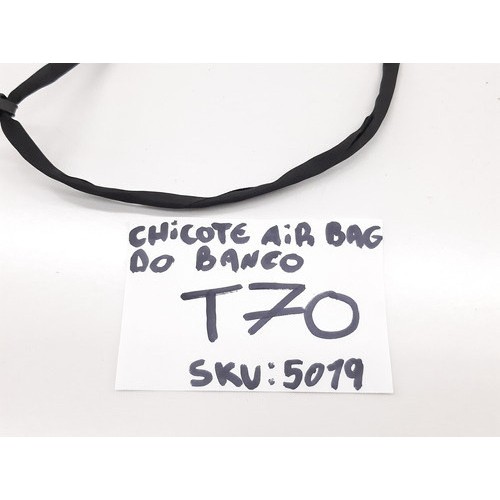 CHiCOTE AiR BAG
DO BANCO
T70
SKU:5019